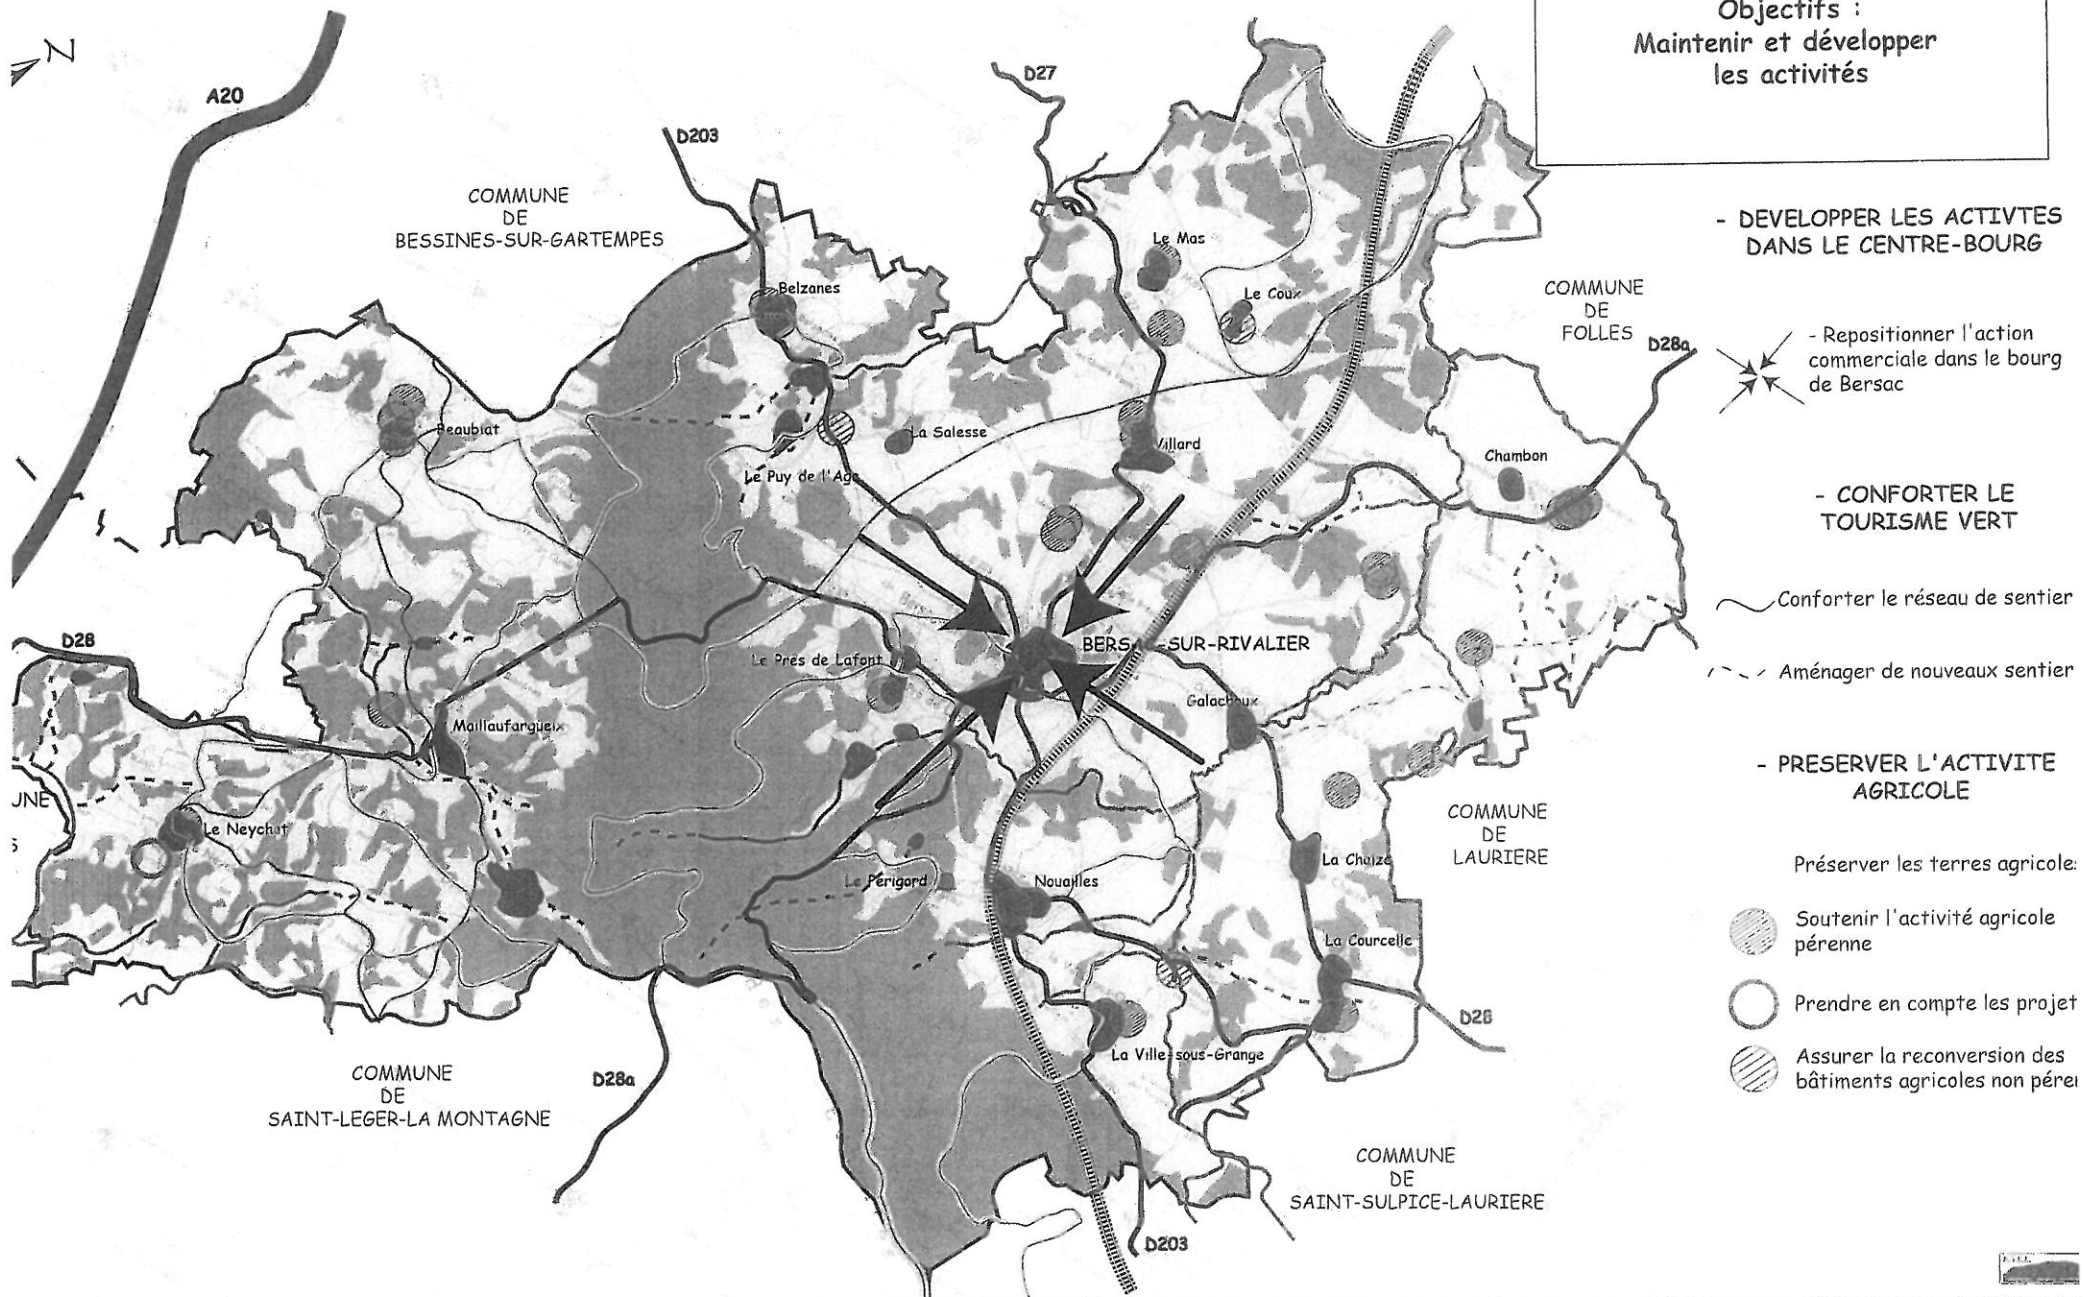 Objectifs :
Maintenir et développer
les activités
N
A20
D27
D203
COMMUNE
DE
BESSINES-SUR-GARTEMPES
- DEVELOPPER LES ACTIVTES
DANS LE CENTRE-BOURG
Le Mas
Belzanes
Le Coux
COMMUNE
DE
FOLLES
D28a
- Repositionner l'action
commerciale dans le bourg
de Bersac
Beaubiat
La Salesse
Villard
Chambon
Le Puy de l'Age
- CONFORTER LE
TOURISME VERT
Conforter le réseau de sentier
D28
BERSAC-SUR-RIVALIER
Le Prés de Lafont
Aménager de nouveaux sentier
Galachoux
Maillaufargueix
- PRESERVER L'ACTIVITE
AGRICOLE
UNE
S
Le Neychat
COMMUNE
DE
LAURIERE
La Chaize
Préserver les terres agricole
Le Périgord
Nouailles
Soutenir l'activité agricole
pérenne
La Courcelle
Prendre en compte les projet
D28
La Ville-sous-Grange
Assurer la reconversion des
bâtiments agricoles non pérei
COMMUNE
DE
SAINT-LEGER-LA MONTAGNE
D28a
COMMUNE
DE
SAINT-SULPICE-LAURIERE
D203